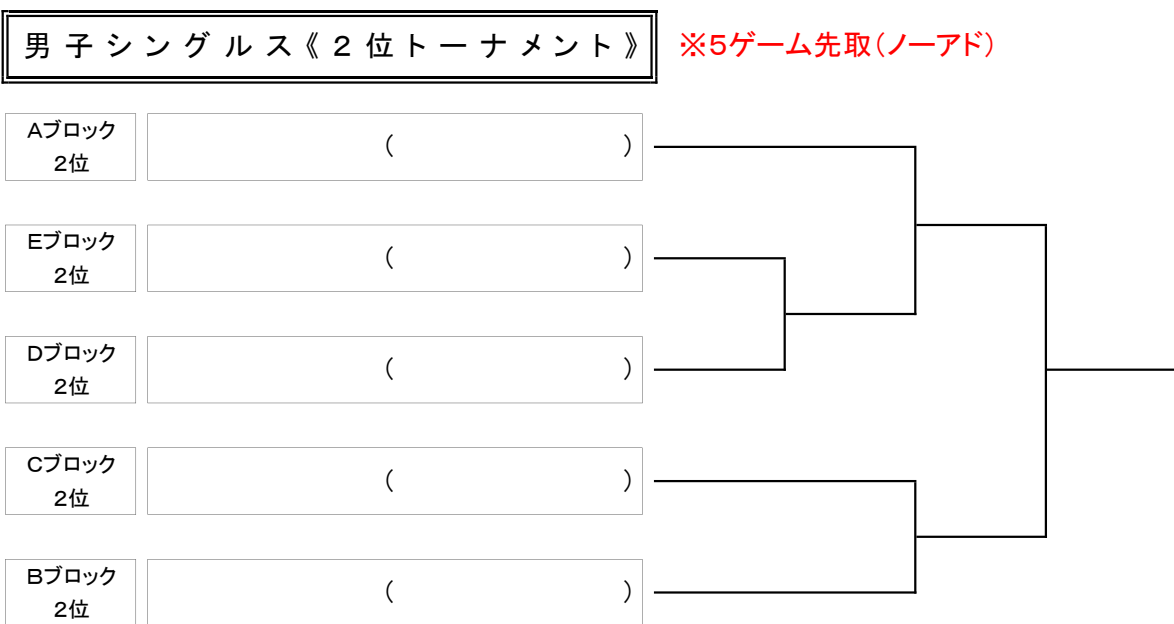 男子シングルス《２位トーナメント》 ※５ゲーム先取（ノーアド）
Aブロック
２位
（ ）
Eブロック
２位
（ ）
Dブロック
２位
（ ）
Cブロック
２位
（ ）
Bブロック
２位
（ ）